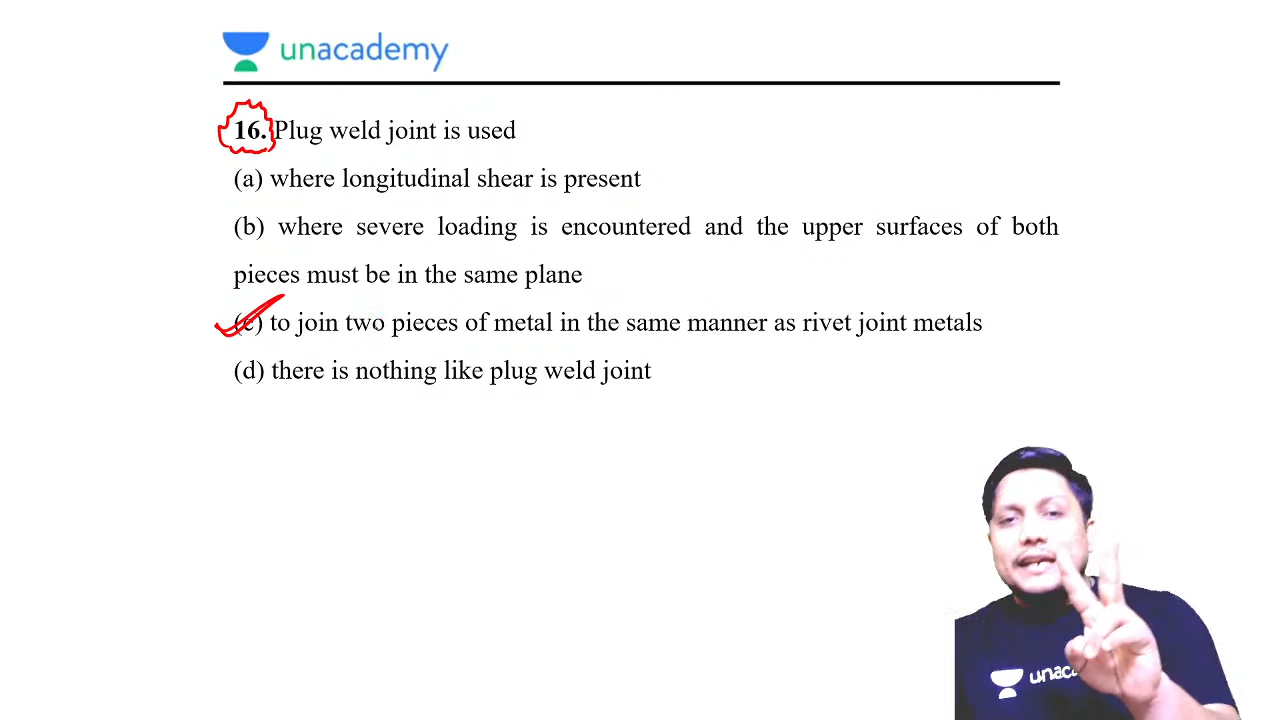 unacademy
16. Plug weld joint is used
(a) where longitudinal shear is present
(b) where severe loading is encountered and the upper surfaces of both
pieces must be in the same plane
(c) to join two pieces of metal in the same manner as rivet joint metals
(d) there is nothing like plug weld joint
unaca